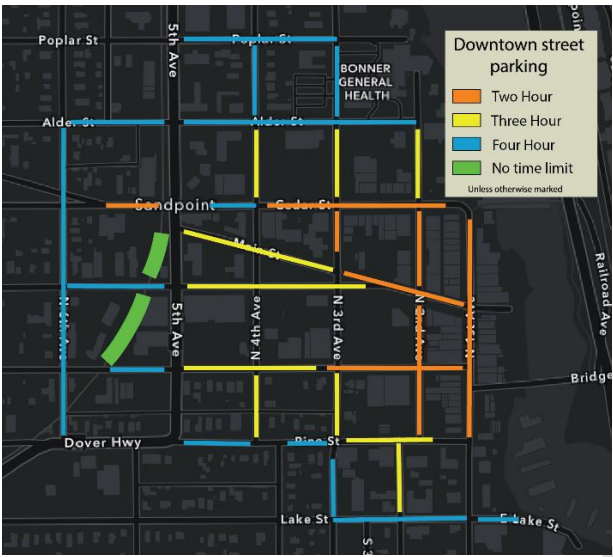 Poplar St
5th Ave
Poplar St
BONNER
GENERAL
HEALTH
Downtown street
parking
Two Hour
Three Hour
Four Hour
No time limit
Unless otherwise marked
Alder St
Alder St
Sandpoint
Cedar St
Main St
Railroad Ave
5th Ave
N 4th Ave
N 3rd Ave
Bridge
Dover Hwy
Pine St
Lake St
E Lake St